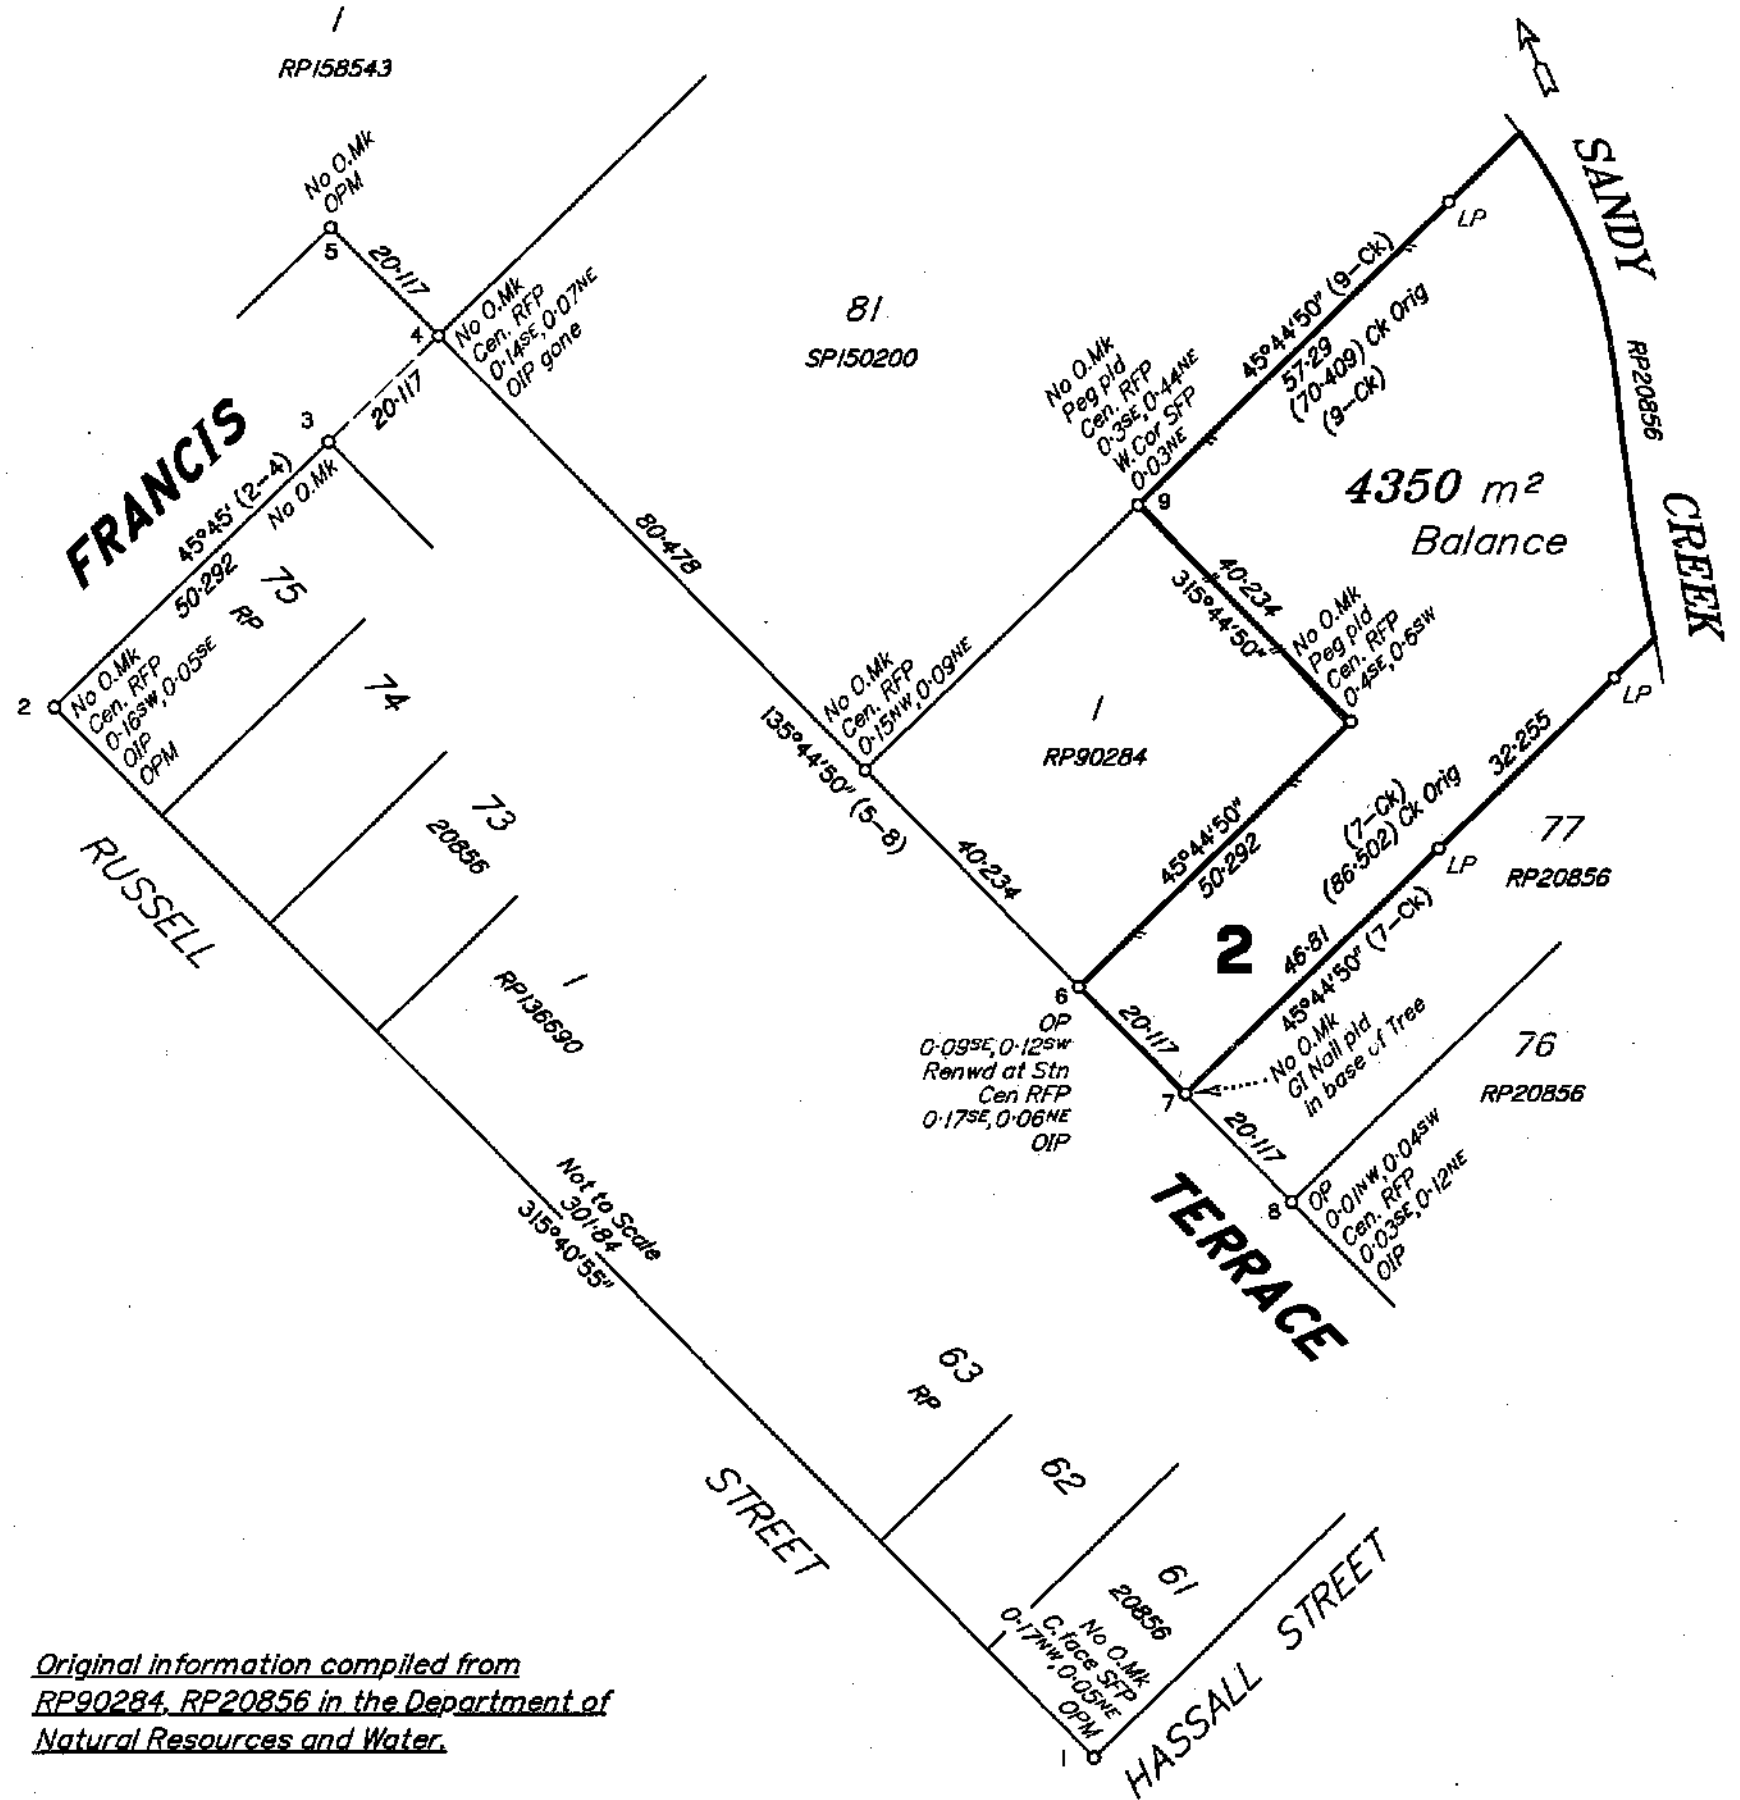 1
RP158543
No O.Mk
OPM
5
20·117
4
No O.Mk
Cen. RFP
0·14SE, 0·07NE
OIP gone
3
20·117
No O.Mk
FRANCIS
45°45' (2–4)
50·292
75
RP
2
No O.Mk
Cen. RFP
0·16SW, 0·05SE
OIP
OPM
74
73
20856
1
RP136690
RUSSELL
81
SP150200
80·478
No O.Mk
Cen. RFP
0·15NW, 0·09NE
135°44'50" (5–8)
40·234
No O.Mk
Peg pld
Cen. RFP
0·3SE, 0·44NE
W.Cor SFP
0·03NE
9
45°44'50" (9–Ck)
57·29
(70·409) Ck Orig
(9–Ck)
LP
SANDY
CREEK
RP20856
4350 m²
Balance
40·234
315°44'50"
No O.Mk
Peg pld
Cen. RFP
0·4SE, 0·6SW
1
RP90284
45°44'50"
50·292
2
(7–Ck)
(86·502) Ck Orig
32·255
LP
LP
46·81
45°44'50" (7–Ck)
77
RP20856
76
RP20856
6
OP
0·09SE, 0·12SW
Renwd at Stn
Cen RFP
0·17SE, 0·06NE
OIP
20·117
7
No O.Mk
GI Nail pld
in base of Tree
20·117
8
OP
0·01NW, 0·04SW
Cen. RFP
0·03SE, 0·12NE
OIP
TERRACE
Not to Scale
301·84
315°40'55"
63
RP
62
61
20856
No O.Mk
C.face SFP
0·17NW, 0·05NE
OPM
1
STREET
HASSALL STREET
Original information compiled from
RP90284, RP20856 in the Department of
Natural Resources and Water.